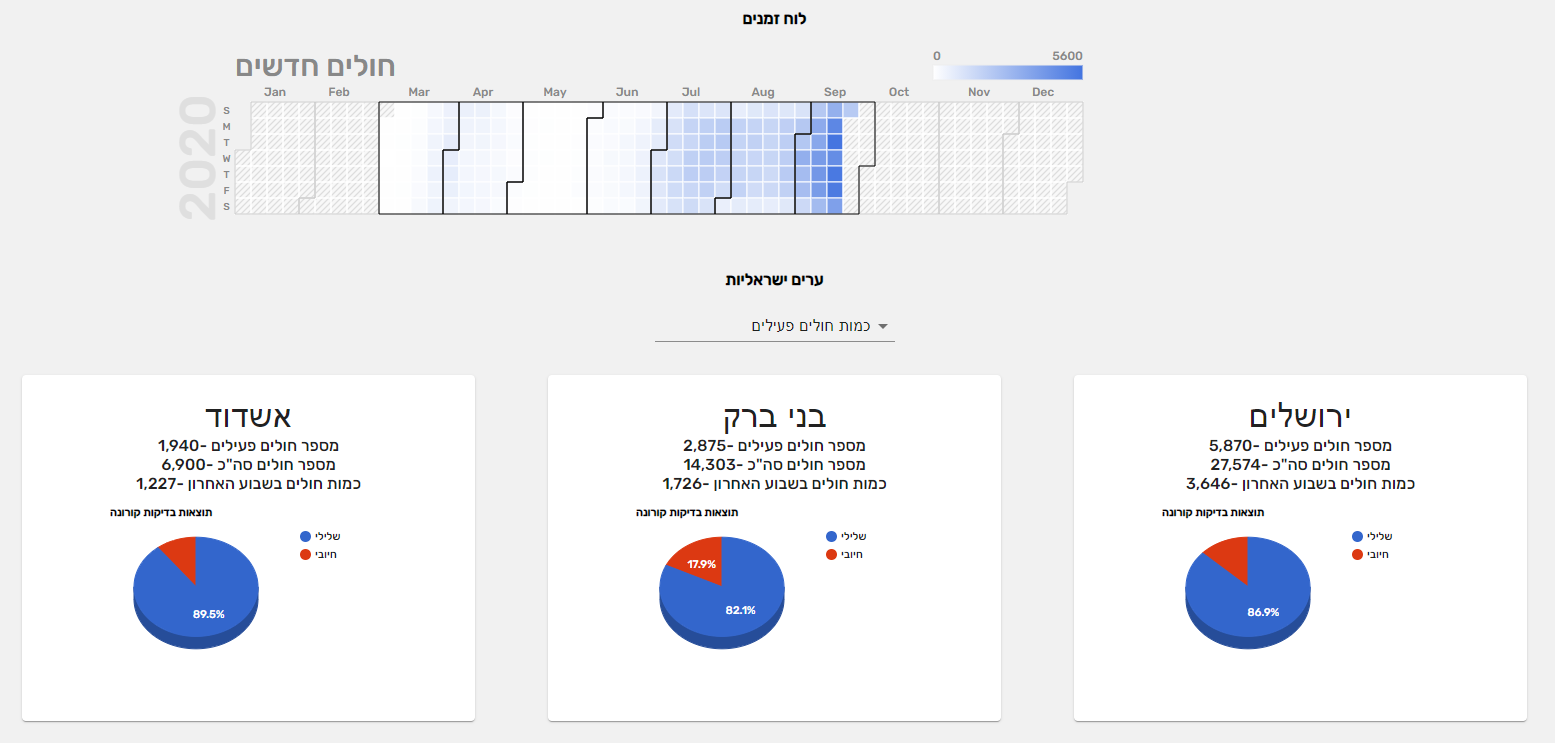 לוח זמנים
חולים חדשים
0 5600
Jan Feb Mar Apr May Jun Jul Aug Sep Oct Nov Dec
2020
S
M
T
W
T
F
S
ערים ישראליות
כמות חולים פעילים
ירושלים
מספר חולים פעילים -5,870
מספר חולים סה"כ -27,574
כמות חולים בשבוע האחרון -3,646
תוצאות בדיקות קורונה
שלילי
חיובי
86.9%
בני ברק
מספר חולים פעילים -2,875
מספר חולים סה"כ -14,303
כמות חולים בשבוע האחרון -1,726
תוצאות בדיקות קורונה
שלילי
חיובי
17.9%
82.1%
אשדוד
מספר חולים פעילים -1,940
מספר חולים סה"כ -6,900
כמות חולים בשבוע האחרון -1,227
תוצאות בדיקות קורונה
שלילי
חיובי
89.5%